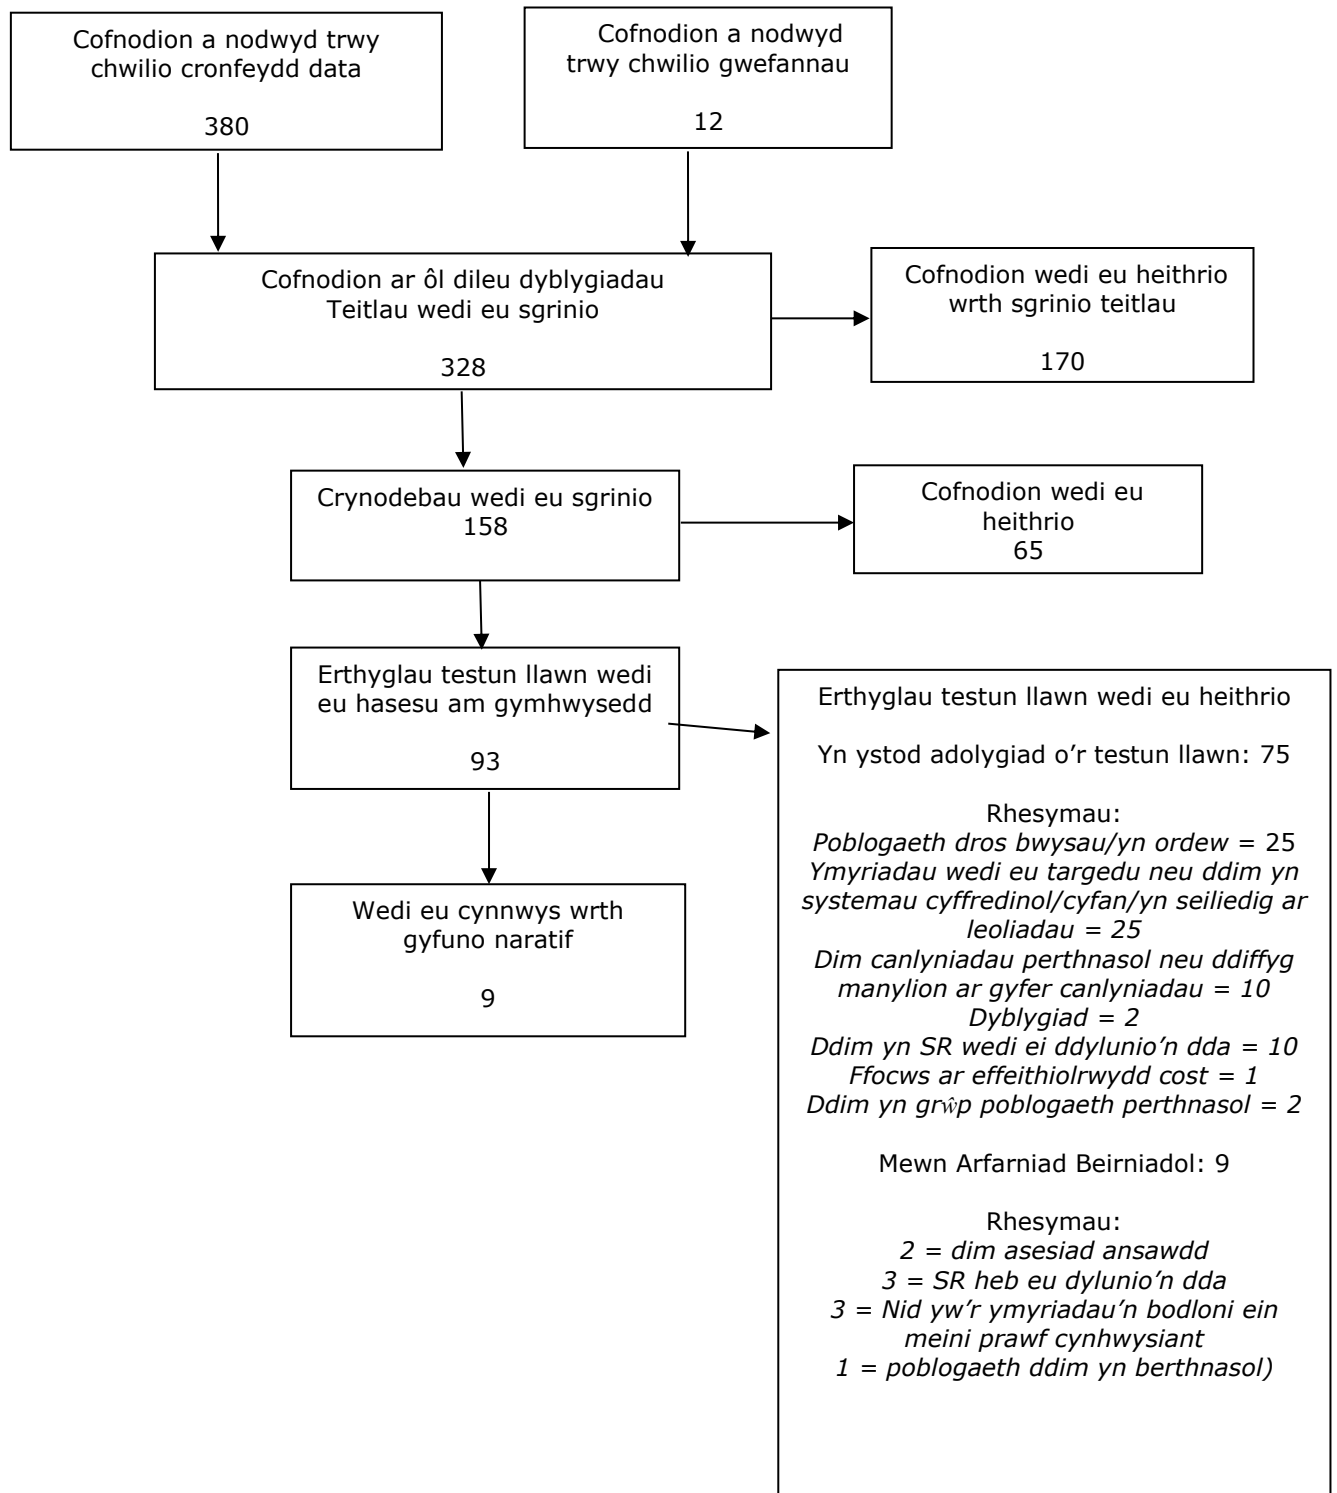 Cofnodion a nodwyd trwy
chwilio cronfeydd data
380
Cofnodion a nodwyd
trwy chwilio gwefannau
12
Cofnodion ar ôl dileu dyblygiadau
Teitlau wedi eu sgrinio
328
Cofnodion wedi eu heithrio
wrth sgrinio teitlau
170
Crynodebau wedi eu sgrinio
158
Cofnodion wedi eu
heithrio
65
Erthyglau testun llawn wedi
eu hasesu am gymhwysedd
93
Erthyglau testun llawn wedi eu heithrio
Yn ystod adolygiad o’r testun llawn: 75
Rhesymau:
Poblogaeth dros bwysau/yn ordew = 25
Ymyriadau wedi eu targedu neu ddim yn
systemau cyffredinol/cyfan/yn seiliedig ar
leoliadau = 25
Dim canlyniadau perthnasol neu ddiffyg
manylion ar gyfer canlyniadau = 10
Dyblygiad = 2
Ddim yn SR wedi ei ddylunio’n dda = 10
Ffocws ar effeithiolrwydd cost = 1
Ddim yn grŵp poblogaeth perthnasol = 2
Mewn Arfarniad Beirniadol: 9
Rhesymau:
2 = dim asesiad ansawdd
3 = SR heb eu dylunio’n dda
3 = Nid yw’r ymyriadau’n bodloni ein
meini prawf cynhwysiant
1 = poblogaeth ddim yn berthnasol)
Wedi eu cynnwys wrth
gyfuno naratif
9